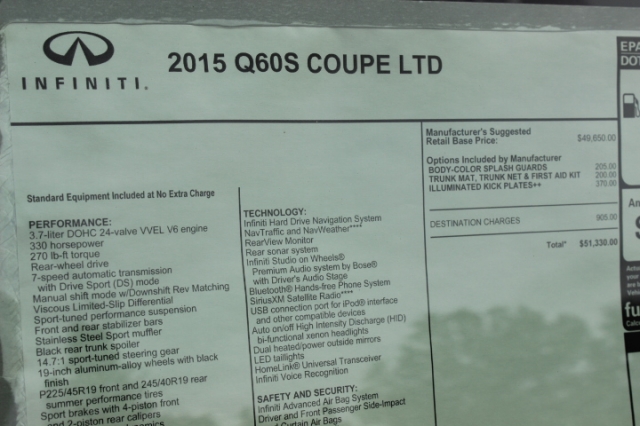 INFINITI.
2015 Q60S COUPE LTD
Standard Equipment Included at No Extra Charge
PERFORMANCE:
3.7-liter DOHC 24-valve VVEL V6 engine
330 horsepower
270 lb-ft torque
Rear-wheel drive
7-speed automatic transmission
with Drive Sport (DS) mode
Manual shift mode w/Downshift Rev Matching
Viscous Limited-Slip Differential
Sport-tuned performance suspension
Front and rear stabilizer bars
Stainless Steel Sport muffler
Black rear trunk spoiler
14.7:1 sport-tuned steering gear
19-inch aluminum-alloy wheels with black
finish
P225/45R19 front and 245/40R19 rear
summer performance tires
Sport brakes with 4-piston front
and 2-piston rear calipers
TECHNOLOGY:
Infiniti Hard Drive Navigation System
NavTraffic and NavWeather****
RearView Monitor
Rear sonar system
Infiniti Studio on Wheels®
Premium Audio system by Bose®
with Driver's Audio Stage
Bluetooth® Hands-free Phone System
SiriusXM Satellite Radio****
USB connection port for iPod® interface
and other compatible devices
Auto on/off High Intensity Discharge (HID)
bi-functional xenon headlights
Dual heated/power outside mirrors
LED taillights
HomeLink® Universal Transceiver
Infiniti Voice Recognition
SAFETY AND SECURITY:
Infiniti Advanced Air Bag System
Driver and Front Passenger Side-Impact
Curtain Air Bags
Manufacturer's Suggested
Retail Base Price: $49,650.00
Options Included by Manufacturer
BODY-COLOR SPLASH GUARDS 205.00
TRUNK MAT, TRUNK NET & FIRST AID KIT 200.00
ILLUMINATED KICK PLATES++ 370.00
DESTINATION CHARGES 905.00
Total* $51,330.00
EPA
DOT
An
$
fu